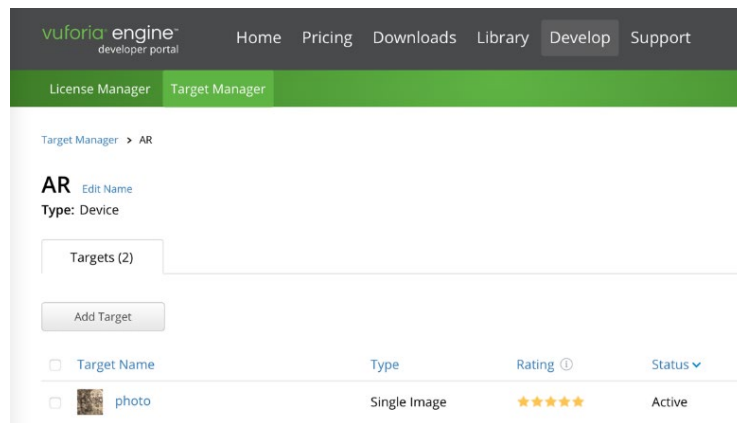 vuforia engine™
developer portal
Home Pricing Downloads Library Develop Support
License Manager Target Manager
Target Manager > AR
AR Edit Name
Type: Device
Targets (2)
Add Target
Target Name Type Rating Status
photo Single Image Active